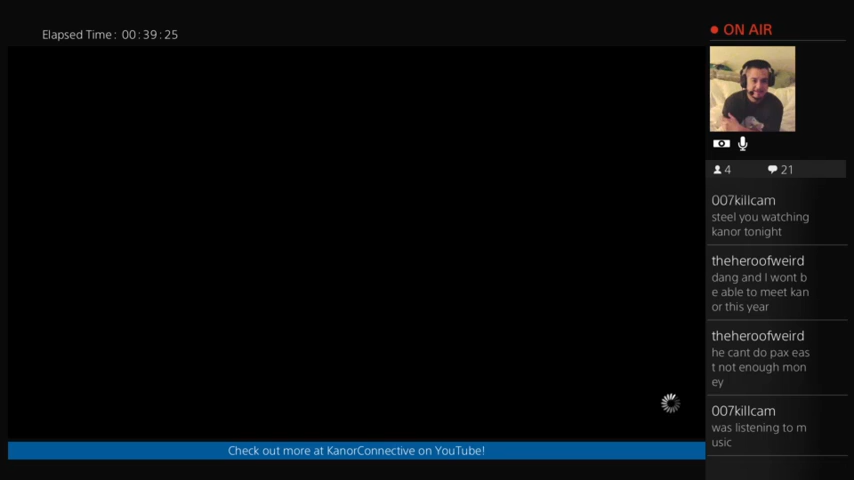 Elapsed Time: 00:39:25
ON AIR
4 21
007killcam
steel you watching
kanor tonight
theheroofweird
dang and I wont b
e able to meet kan
or this year
theheroofweird
he cant do pax eas
t not enough mon
ey
007killcam
was listening to m
usic
Check out more at KanorConnective on YouTube!